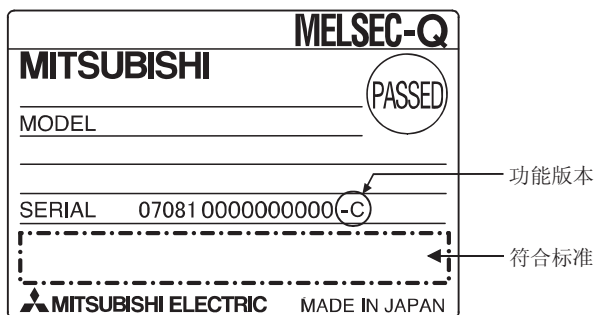 MELSEC-Q
MITSUBISHI
PASSED
MODEL
功能版本
SERIAL 07081 0000000000 -C
符合标准
MITSUBISHI ELECTRIC MADE IN JAPAN